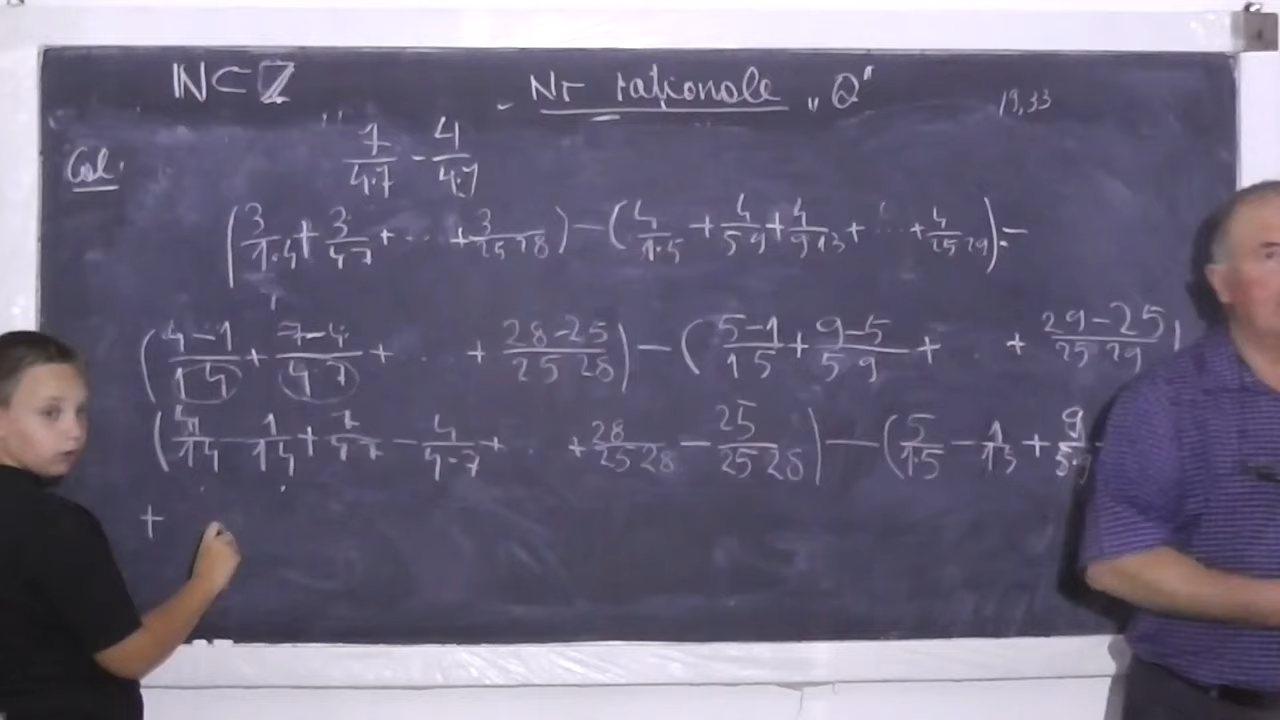 ℕ⊂ℤ Nr rationale „Q" 19,33
Cal: 7/4·7 - 4/4·7
(3/1·4 + 3/4·7 + ... + 3/25·28) - (4/1·5 + 4/5·9 + 4/9·13 + ... + 4/25·29) =
(4-1/1·4 + 7-4/4·7 + ... + 28-25/25·28) - (5-1/1·5 + 9-5/5·9 + ... + 29-25/25·29)
(4/1·4 - 1/1·4 + 7/4·7 - 4/4·7 + ... + 28/25·28 - 25/25·28) - (5/1·5 - 1/1·5 + 9/5·9
+